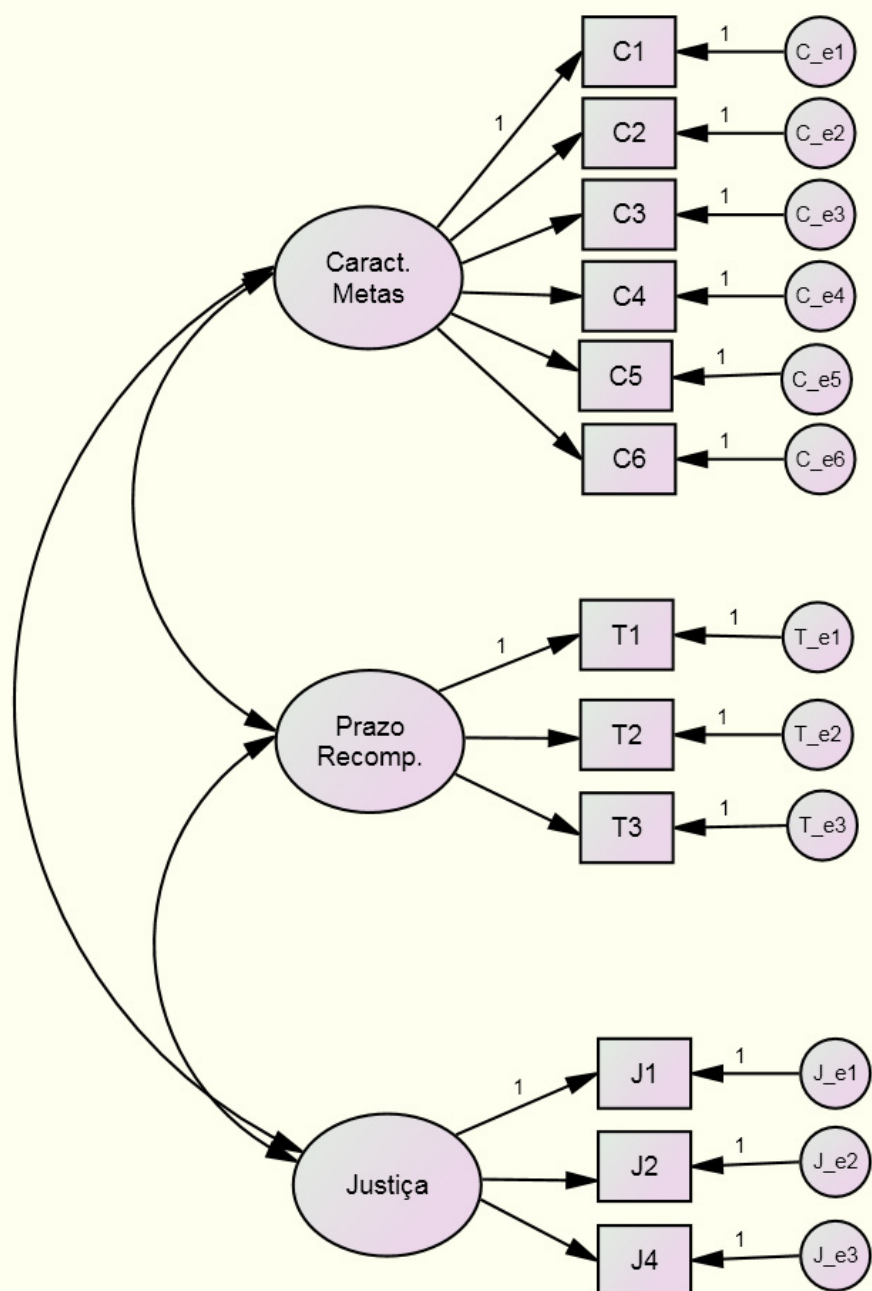 1
C1
1
C_e1
C2
1
C_e2
C3
1
C_e3
Caract.
Metas
C4
1
C_e4
C5
1
C_e5
C6
1
C_e6
1
T1
1
T_e1
Prazo
Recomp.
T2
1
T_e2
T3
1
T_e3
1
J1
1
J_e1
Justiça
J2
1
J_e2
J4
1
J_e3